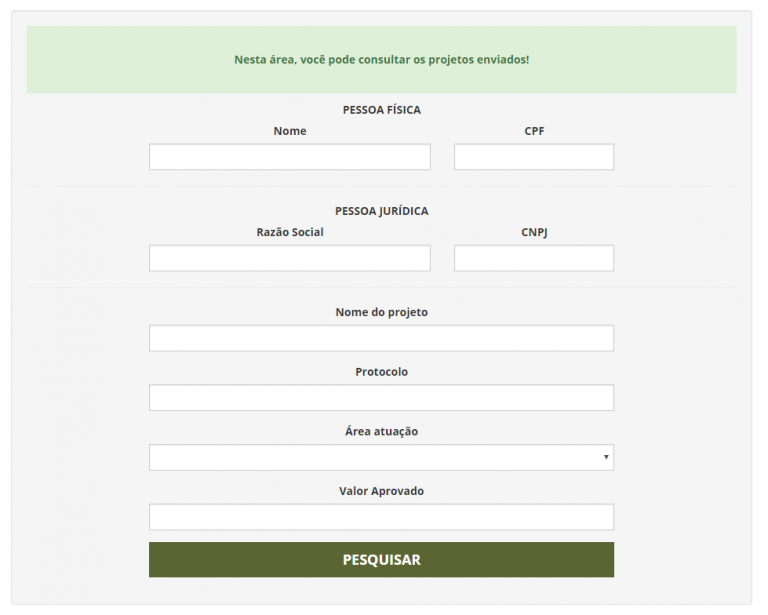 Nesta área, você pode consultar os projetos enviados!
PESSOA FÍSICA
Nome CPF
PESSOA JURÍDICA
Razão Social CNPJ
Nome do projeto
Protocolo
Área atuação
Valor Aprovado
PESQUISAR